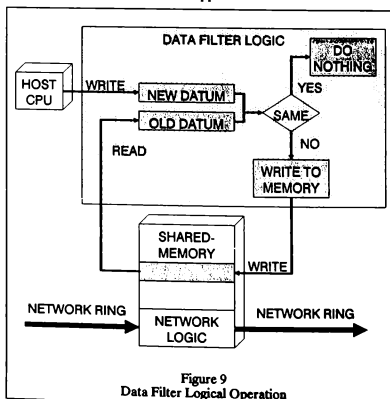 DATA FILTER LOGIC
DO
NOTHING
HOST
CPU
WRITE
NEW DATUM
YES
OLD DATUM
SAME
READ
NO
WRITE TO
MEMORY
SHARED-
MEMORY
WRITE
NETWORK RING
NETWORK RING
NETWORK
LOGIC
Figure 9
Data Filter Logical Operation